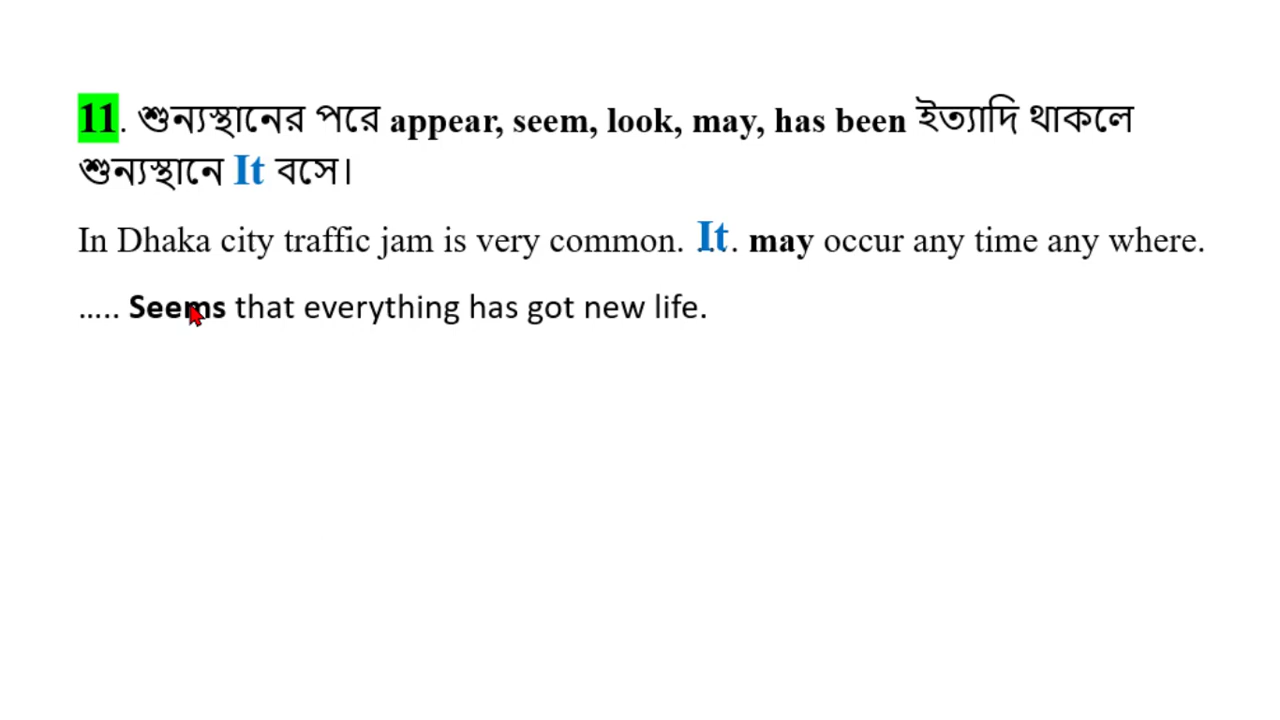 11. শুন্যস্থানের পরে appear, seem, look, may, has been ইত্যাদি থাকলে
শুন্যস্থানে It বসে।
In Dhaka city traffic jam is very common. It. may occur any time any where.
..... Seems that everything has got new life.